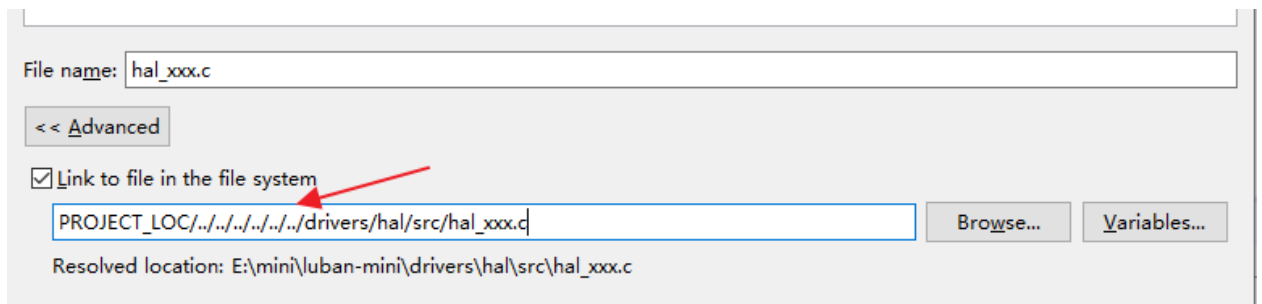 File name: hal_xxx.c
<< Advanced
Link to file in the file system
PROJECT_LOC/../../../../../../drivers/hal/src/hal_xxx.c Browse... Variables...
Resolved location: E:\mini\luban-mini\drivers\hal\src\hal_xxx.c